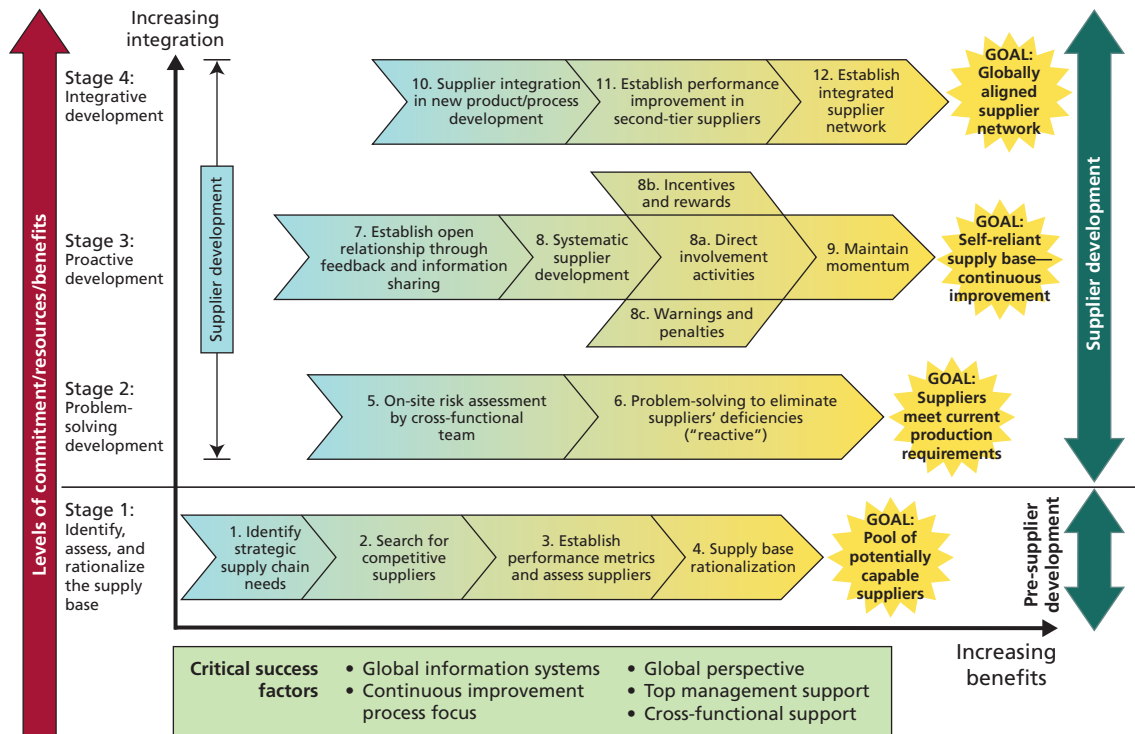 Increasing
integration
Levels of commitment/resources/benefits
Stage 4:
Integrative
development
10. Supplier integration
in new product/process
development
11. Establish performance
improvement in
second-tier suppliers
12. Establish
integrated
supplier
network
GOAL:
Globally
aligned
supplier
network
Supplier development
Stage 3:
Proactive
development
7. Establish open
relationship through
feedback and information
sharing
8. Systematic
supplier
development
8b. Incentives
and rewards
8a. Direct
involvement
activities
8c. Warnings and
penalties
9. Maintain
momentum
GOAL:
Self-reliant
supply base—
continuous
improvement
Supplier development
Stage 2:
Problem-
solving
development
5. On-site risk assessment
by cross-functional
team
6. Problem-solving to eliminate
suppliers’ deficiencies
(“reactive”)
GOAL:
Suppliers
meet current
production
requirements
Stage 1:
Identify,
assess, and
rationalize
the supply
base
1. Identify
strategic
supply chain
needs
2. Search for
competitive
suppliers
3. Establish
performance metrics
and assess suppliers
4. Supply base
rationalization
GOAL:
Pool of
potentially
capable
suppliers
Pre-supplier
development
Increasing
benefits
Critical success
factors
• Global information systems
• Continuous improvement
process focus
• Global perspective
• Top management support
• Cross-functional support